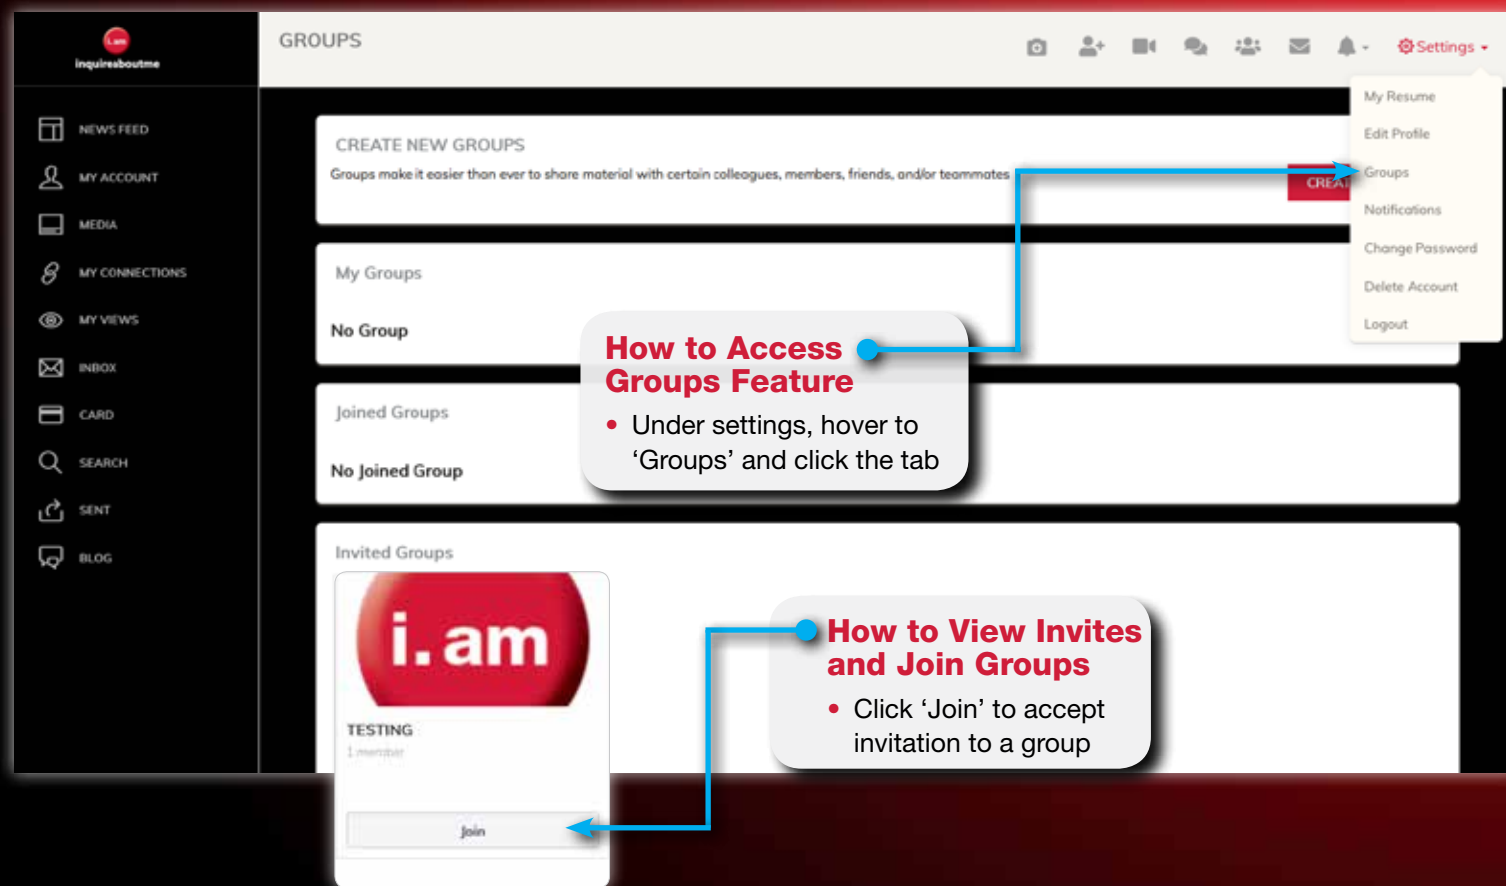 i.am
inquireaboutme
GROUPS
Settings
NEWS FEED
MY ACCOUNT
MEDIA
MY CONNECTIONS
MY VIEWS
INBOX
CARD
SEARCH
SENT
BLOG
My Resume
Edit Profile
Groups
Notifications
Change Password
Delete Account
Logout
CREATE NEW GROUPS
Groups make it easier than ever to share material with certain colleagues, members, friends, and/or teammates
CREA
My Groups
No Group
How to Access
Groups Feature
• Under settings, hover to
‘Groups’ and click the tab
Joined Groups
No Joined Group
Invited Groups
i.am
TESTING
1 member
Join
How to View Invites
and Join Groups
• Click ‘Join’ to accept
invitation to a group